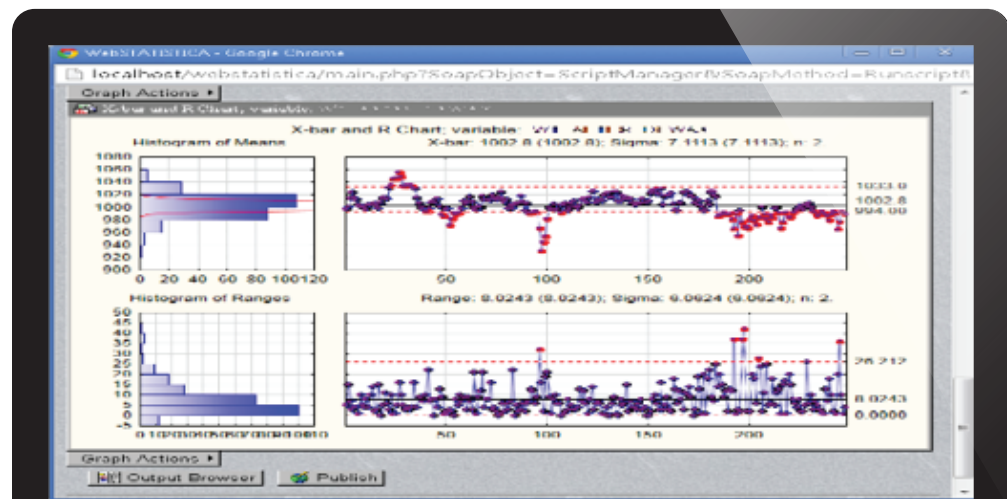 WebSTATISTICA - Google Chrome
localhost/webstatistica/main.php?SoapObject=ScriptManager&SoapMethod=Runscript&
Graph Actions
X-bar and R Chart; variable:
X-bar and R Chart; variable:
Histogram of Means
X-bar: 1002.8 (1002.8); Sigma: 7.1113 (7.1113); n: 2.
1080
1060
1040
1020
1000
980
960
940
920
900
0 20 40 60 80 100120
50 100 150 200
1033.0
1002.8
994.00
Histogram of Ranges
Range: 8.0243 (8.0243); Sigma: 6.0624 (6.0624); n: 2.
50
45
40
35
30
25
20
15
10
5
0
-5
50 100 150 200
26.212
8.0243
0.0000
Graph Actions
Output Browser
Publish